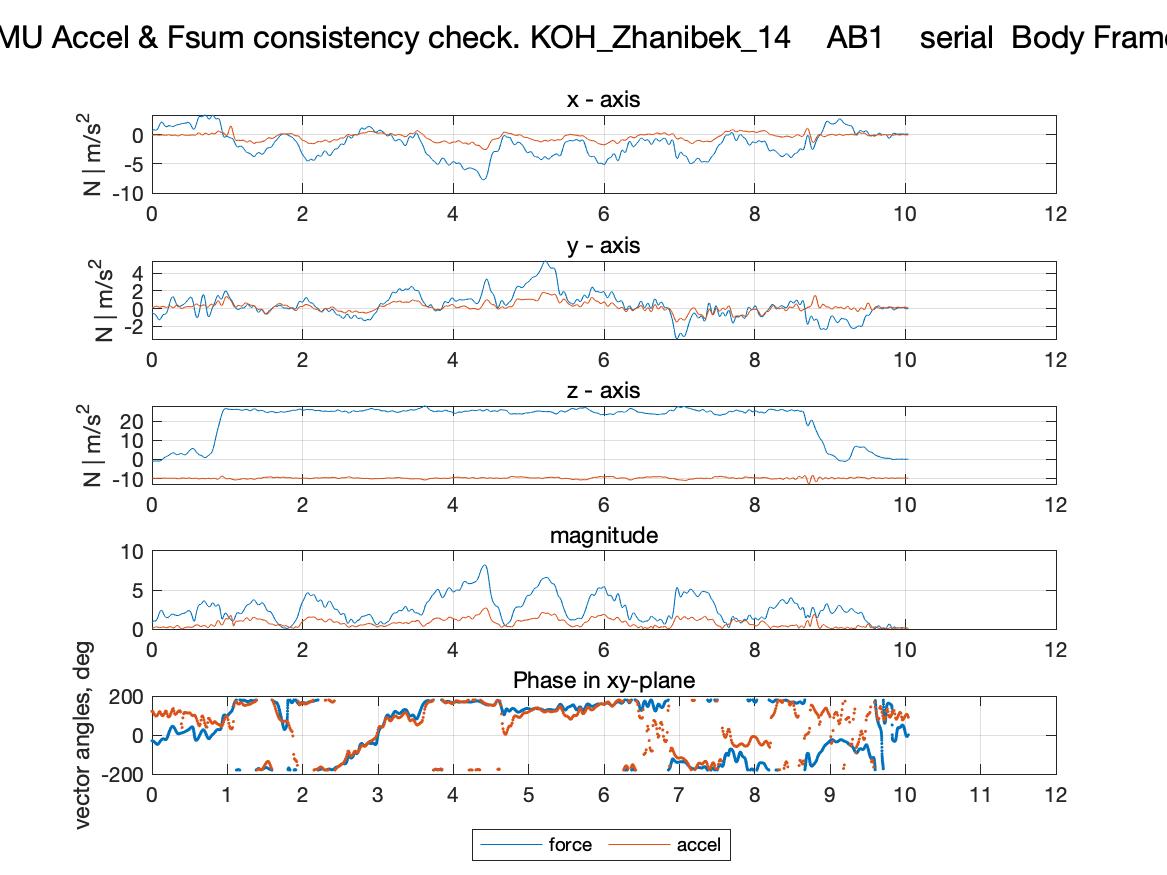 MU Accel & Fsum consistency check. KOH_Zhanibek_14 AB1 serial Body Frame
x - axis
N | m/s²
0
-5
-10
0 2 4 6 8 10 12
y - axis
N | m/s²
4
2
0
-2
0 2 4 6 8 10 12
z - axis
N | m/s²
20
10
0
-10
0 2 4 6 8 10 12
magnitude
10
5
0
0 2 4 6 8 10 12
Phase in xy-plane
vector angles, deg
200
0
-200
0 1 2 3 4 5 6 7 8 9 10 11 12
force accel